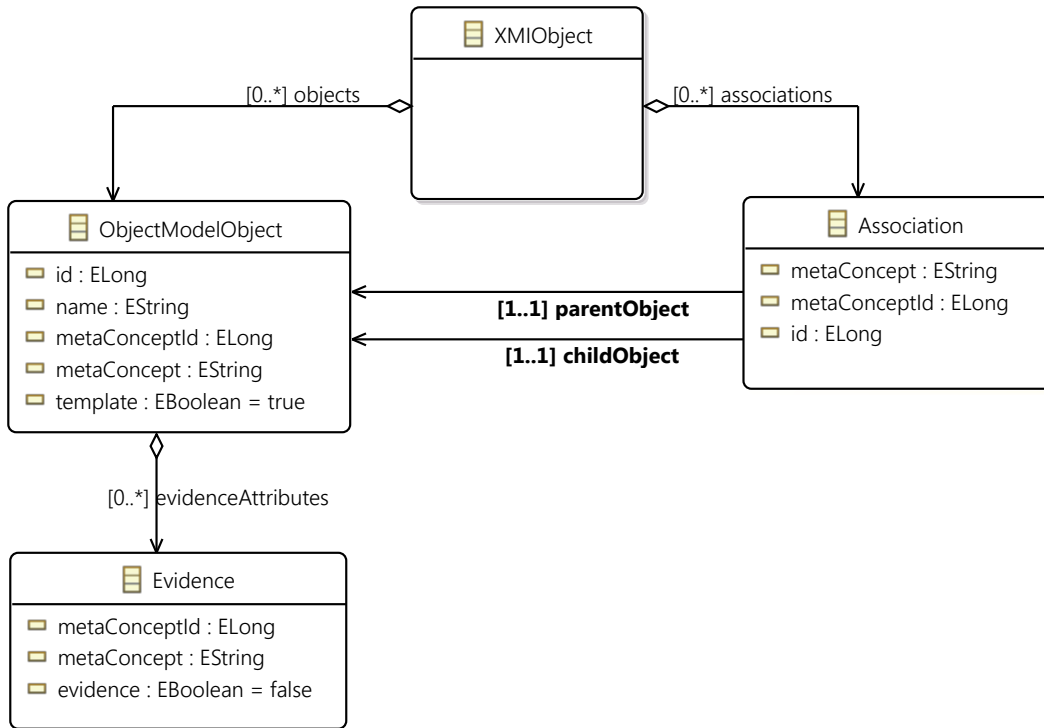 XMIObject
[0..*] objects
[0..*] associations
ObjectModelObject
id : ELong
name : EString
metaConceptId : ELong
metaConcept : EString
template : EBoolean = true
Association
metaConcept : EString
metaConceptId : ELong
id : ELong
[1..1] parentObject
[1..1] childObject
[0..*] evidenceAttributes
Evidence
metaConceptId : ELong
metaConcept : EString
evidence : EBoolean = false